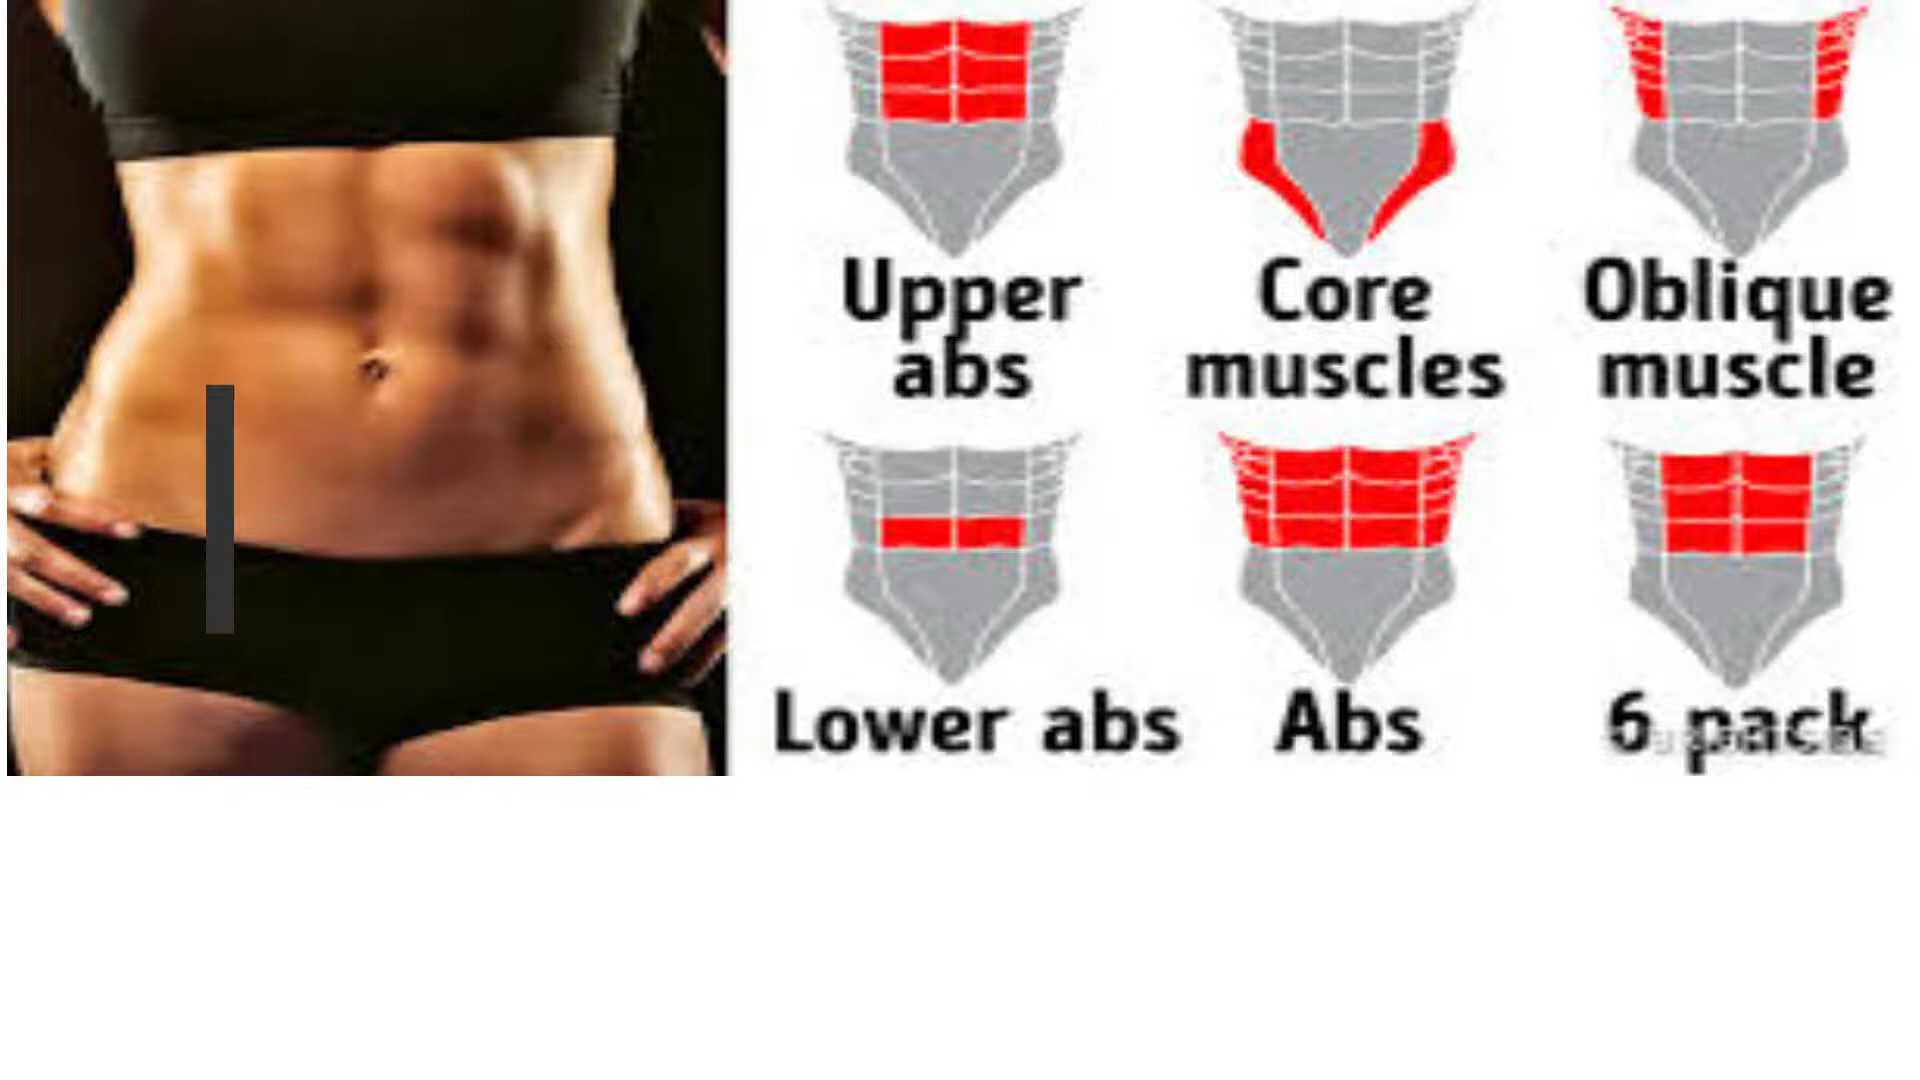 Upper
abs
Core
muscles
Oblique
muscle
Lower abs
Abs
6 pack